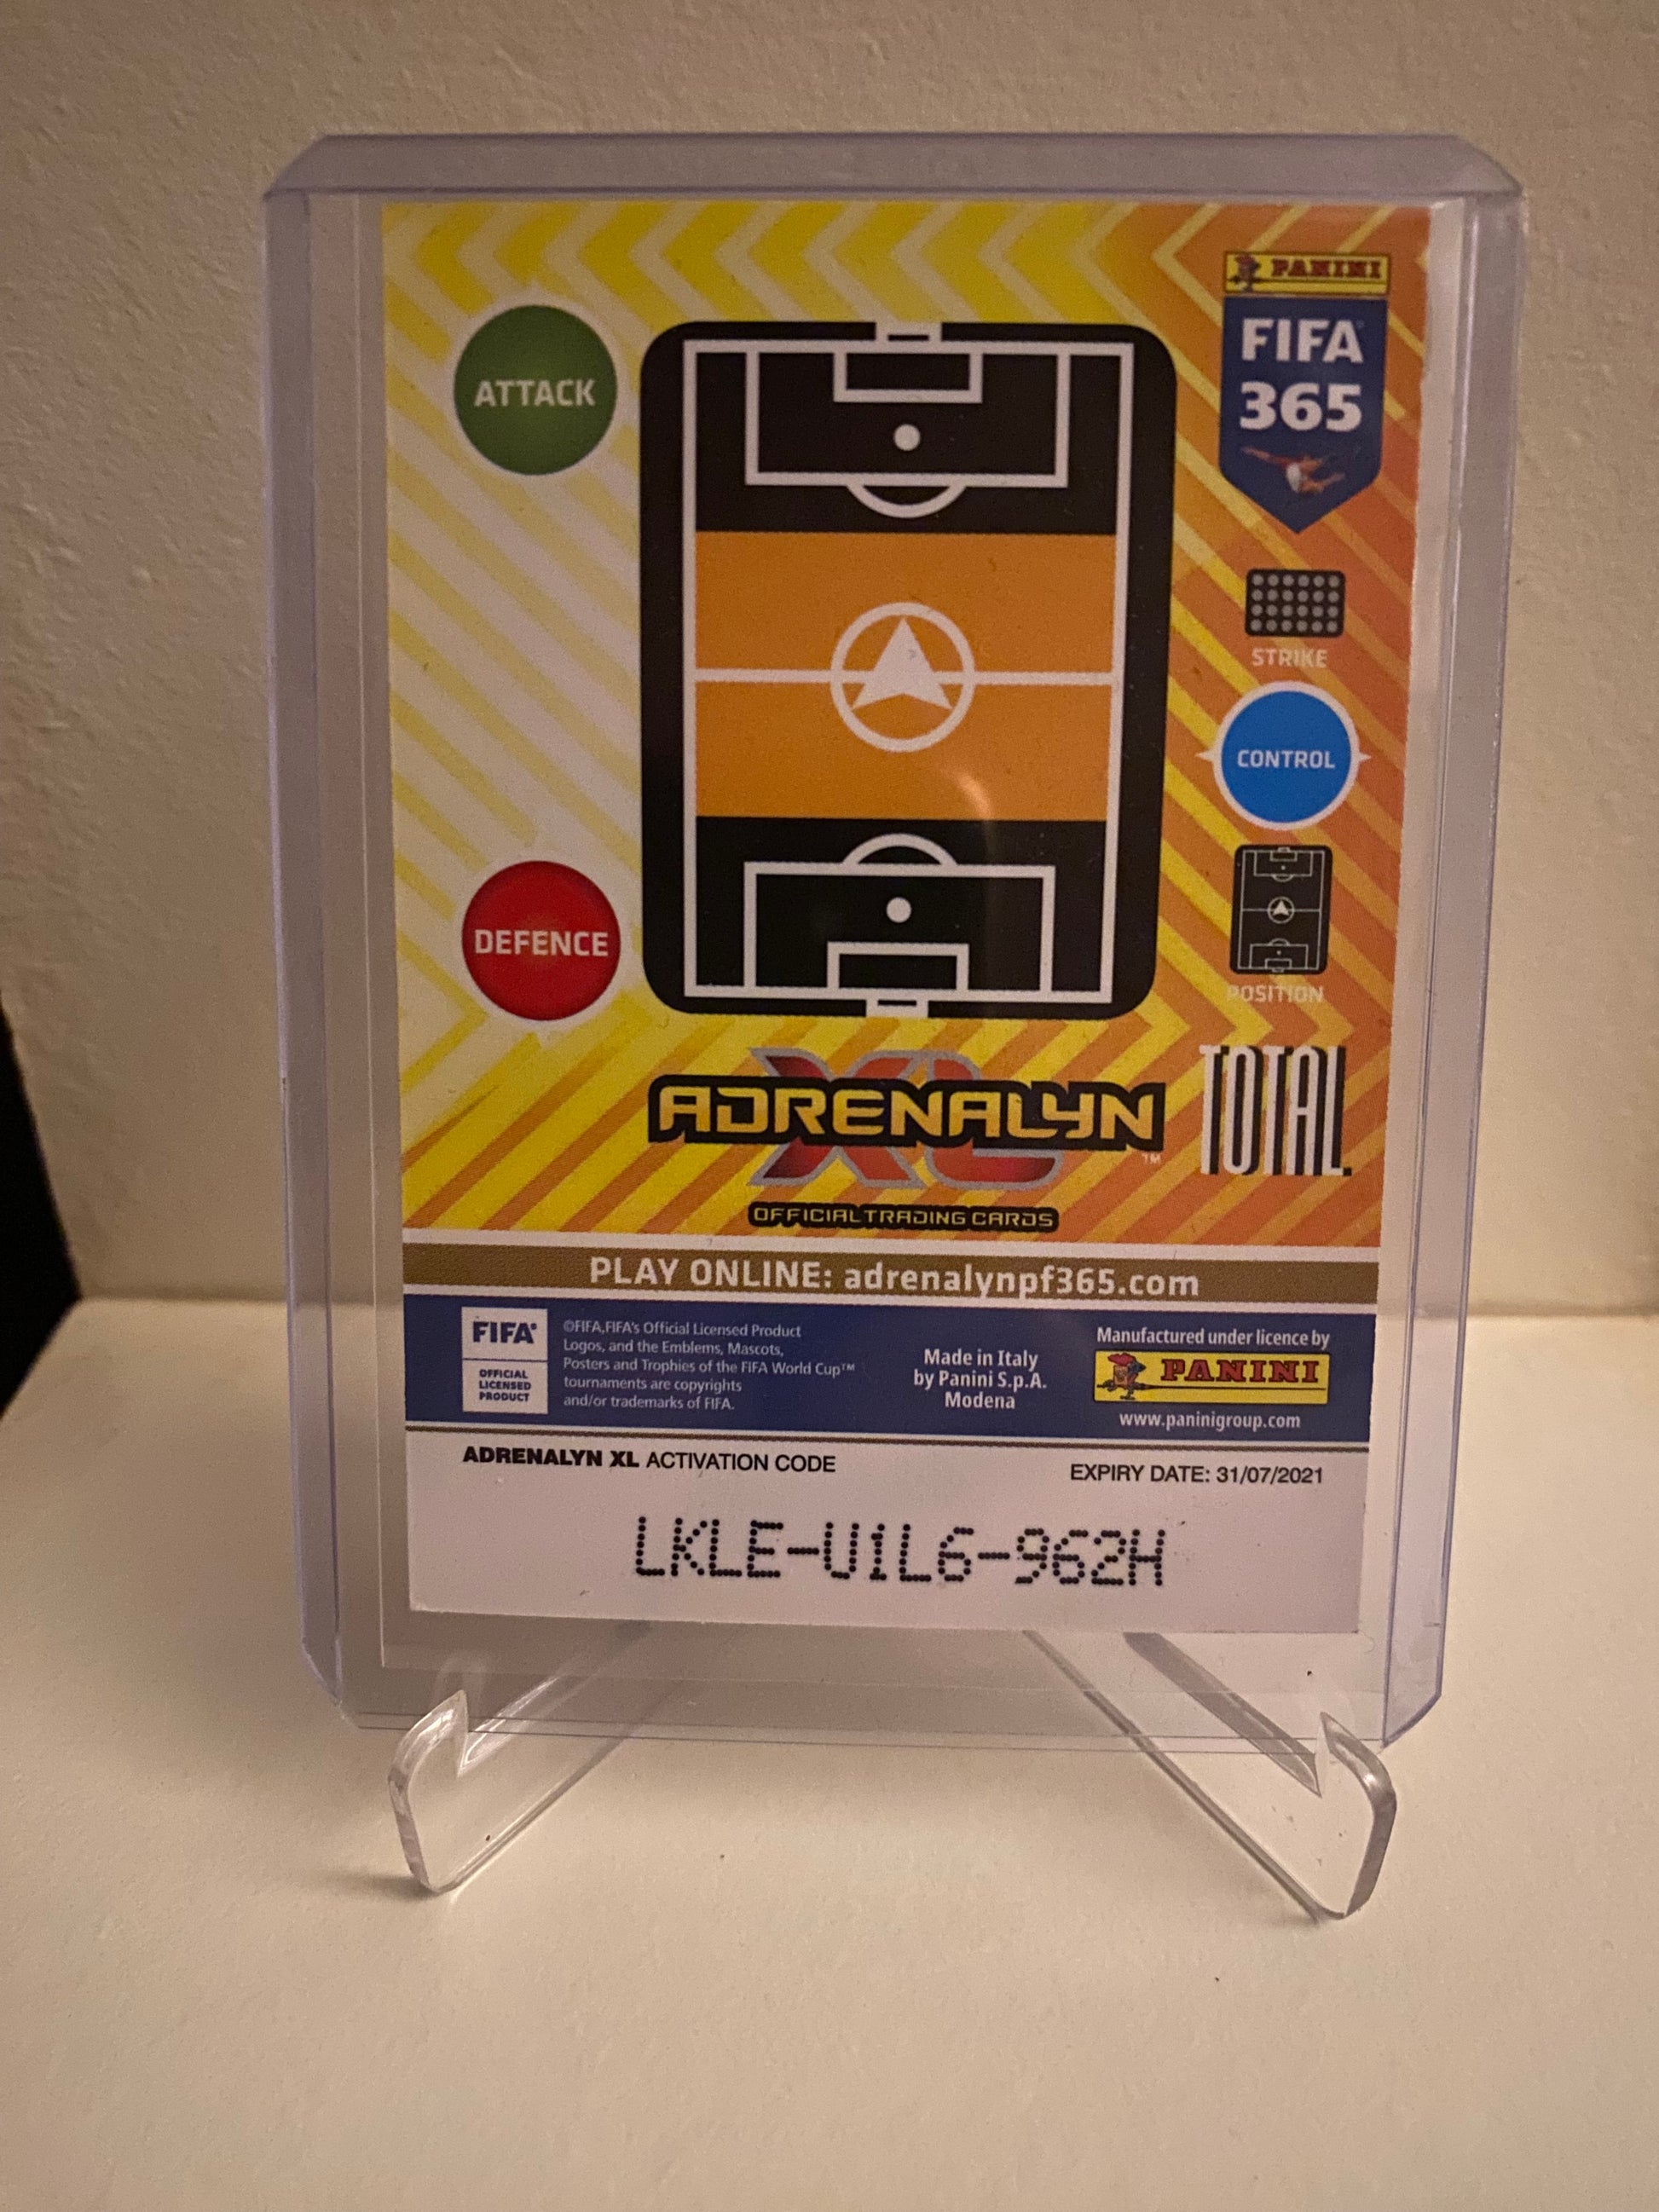 PANINI
FIFA
365
ATTACK
STRIKE
CONTROL
DEFENCE
POSITION
ADRENALYN
XL™
TOTAL
OFFICIAL TRADING CARDS
PLAY ONLINE: adrenalynpf365.com
FIFA®
OFFICIAL
LICENSED
PRODUCT
©FIFA,FIFA's Official Licensed Product
Logos, and the Emblems, Mascots,
Posters and Trophies of the FIFA World Cup™
tournaments are copyrights
and/or trademarks of FIFA.
Made in Italy
by Panini S.p.A.
Modena
Manufactured under licence by
PANINI
www.paninigroup.com
ADRENALYN XL ACTIVATION CODE
EXPIRY DATE: 31/07/2021
LKLE-U1L6-962H